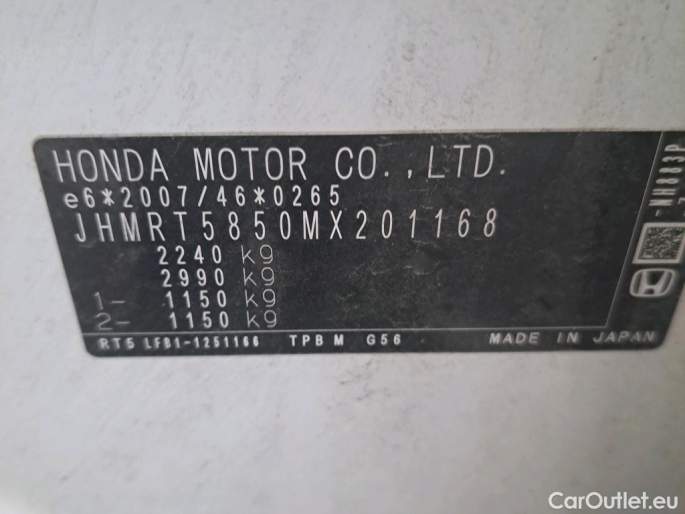 HONDA MOTOR CO.,LTD.
e6*2007/46*0265
JHMRT5850MX201168
2240 kg
2990 kg
1- 1150 kg
2- 1150 kg
RT5 LFB1-1251166 TPB M G56 MADE IN JAPAN
-NH883P
CarOutlet.eu